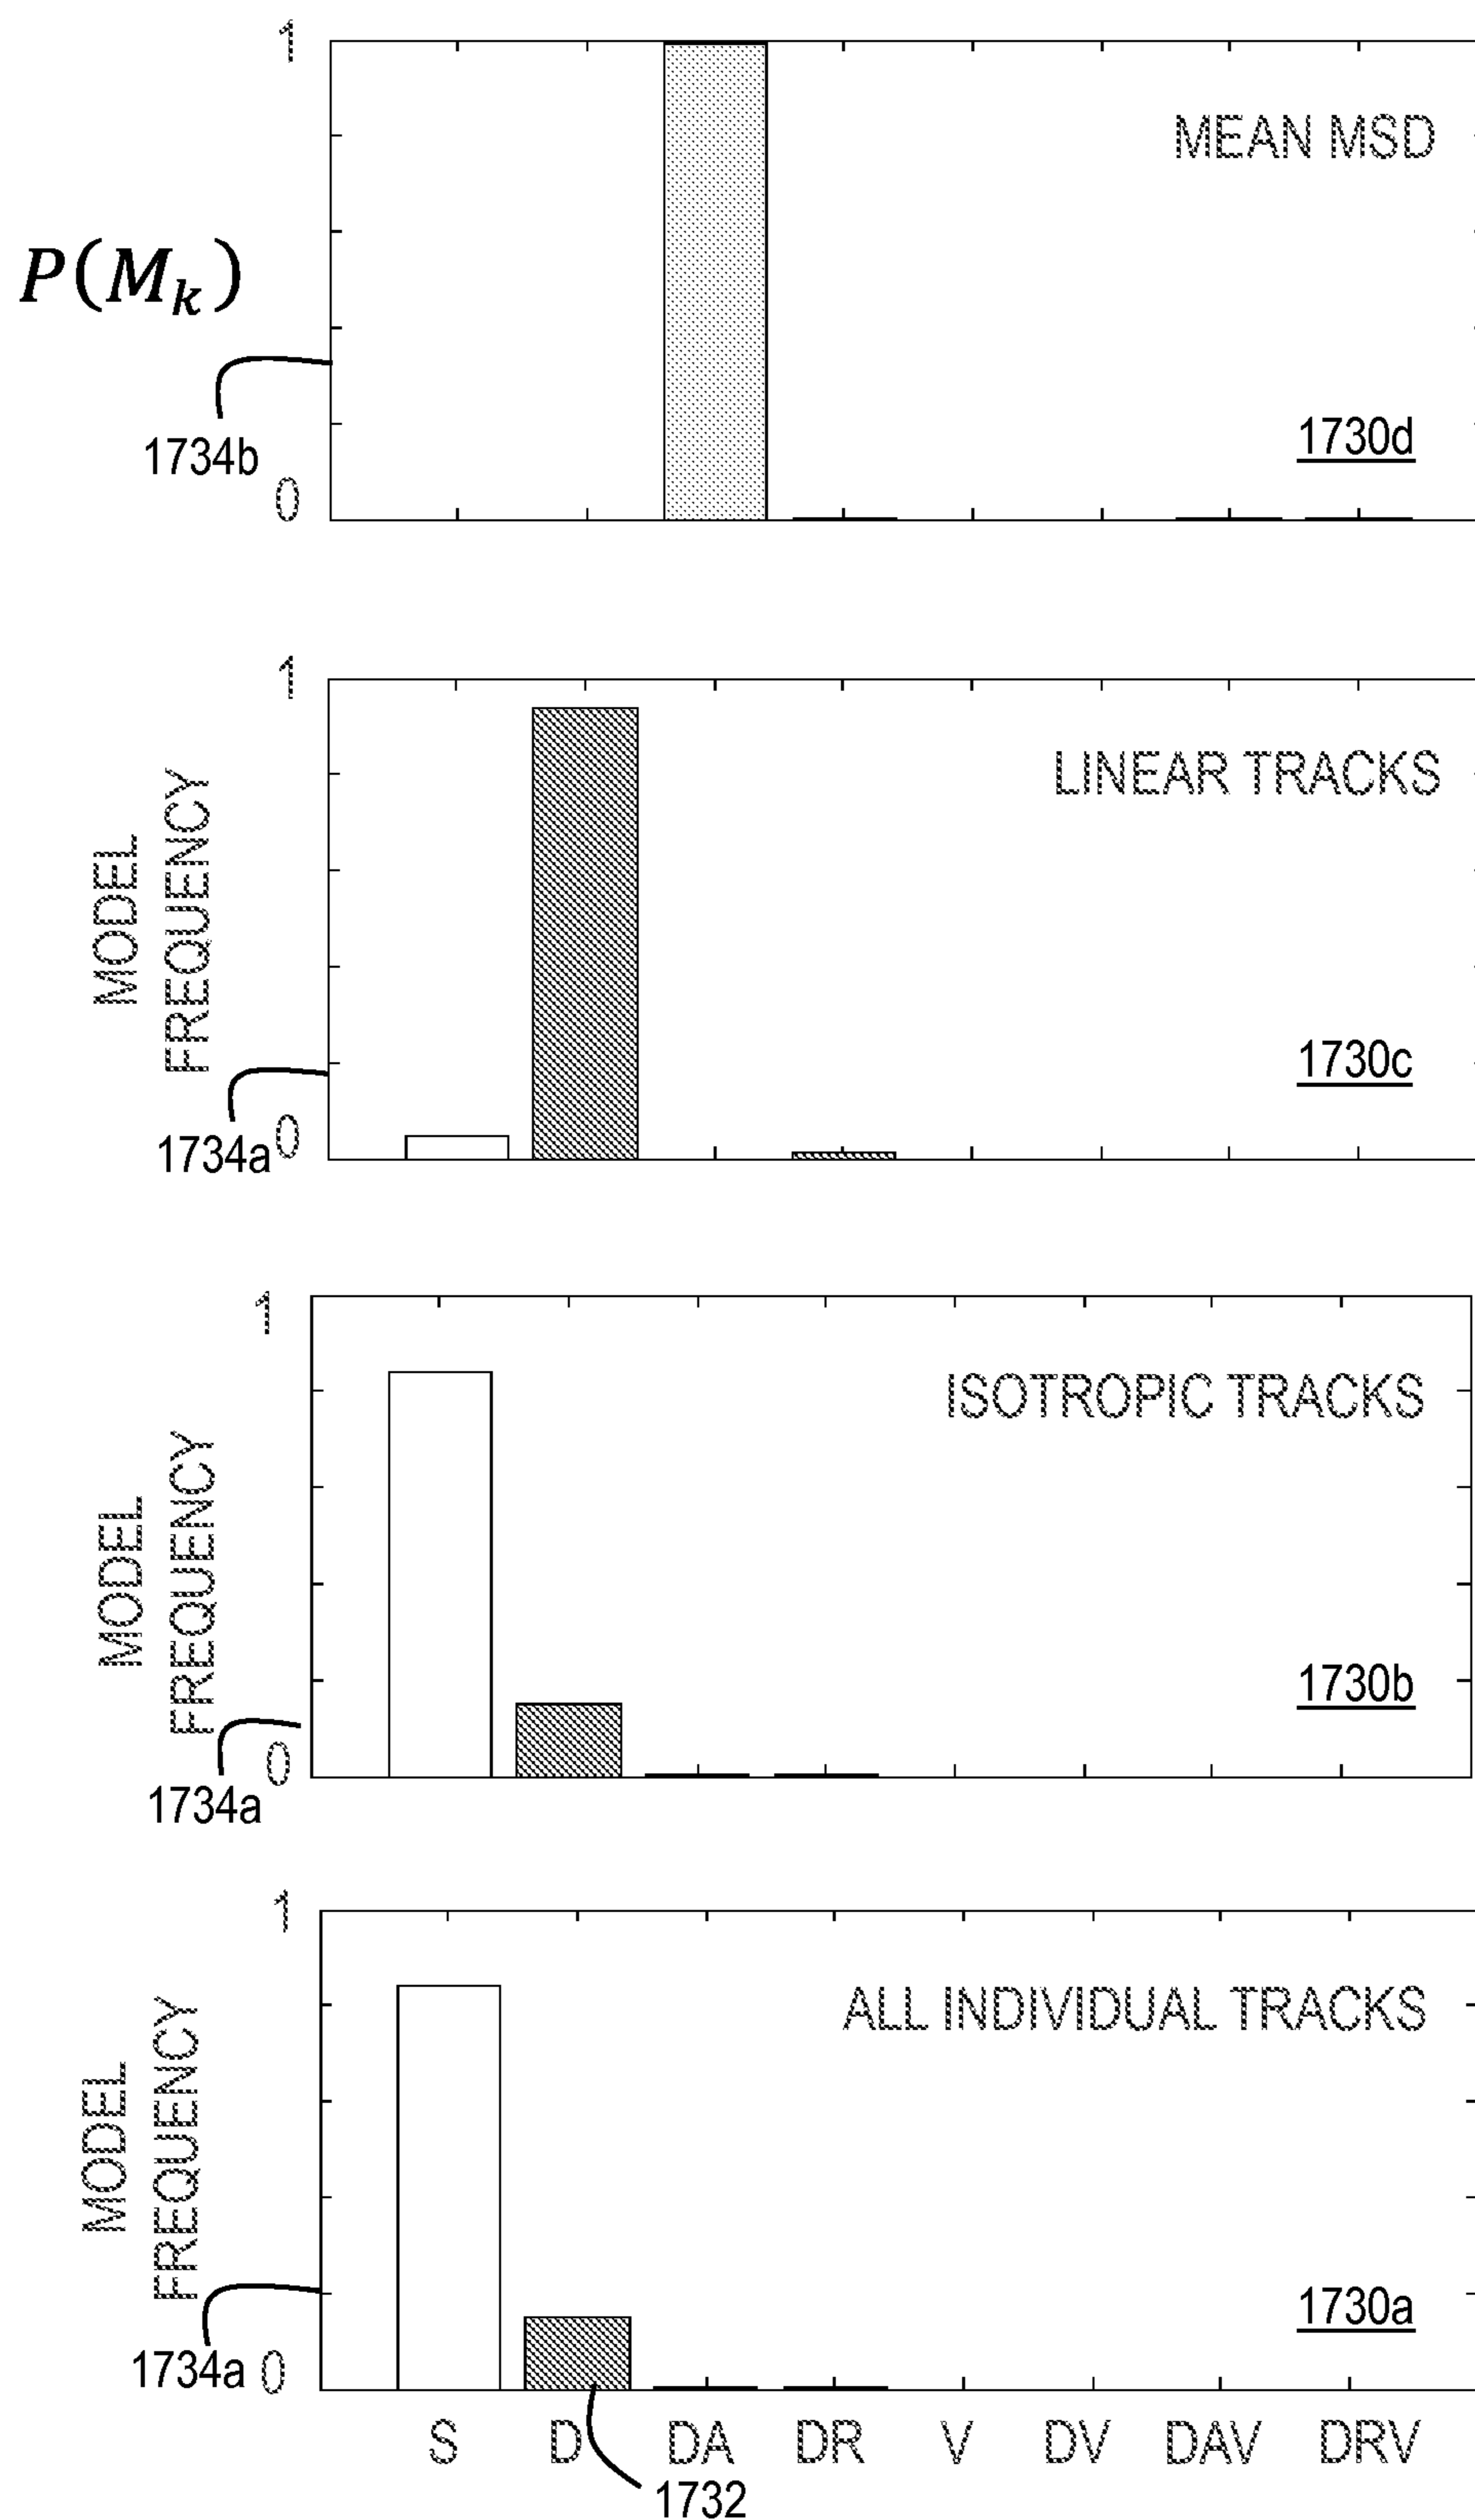 1
MEAN MSD
P(Mk)
1734b
1730d
0
1
LINEAR TRACKS
MODEL
FREQUENCY
1730c
1734a
0
1
ISOTROPIC TRACKS
MODEL
FREQUENCY
1730b
0
1734a
1
ALL INDIVIDUAL TRACKS
MODEL
FREQUENCY
1730a
1734a
0
S D DA DR V DV DAV DRV
1732